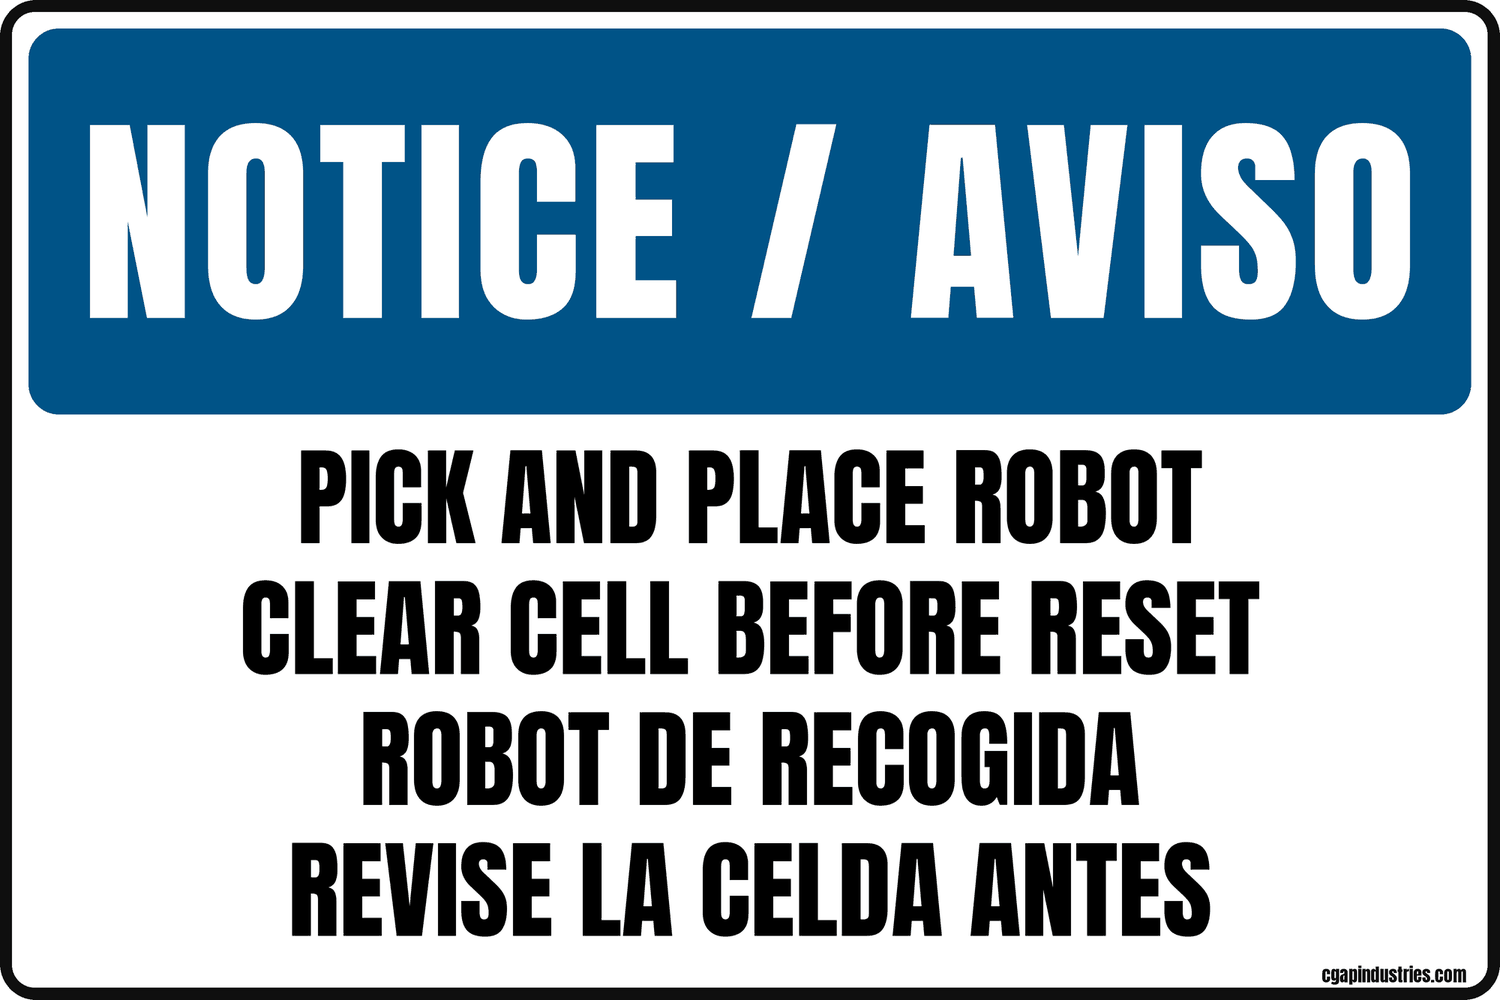 NOTICE / AVISO
PICK AND PLACE ROBOT
CLEAR CELL BEFORE RESET
ROBOT DE RECOGIDA
REVISE LA CELDA ANTES
cgapindustries.com